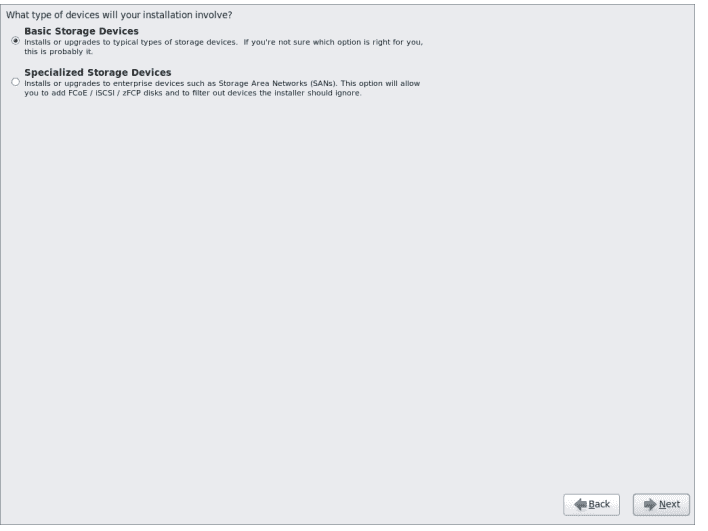 What type of devices will your installation involve?
Basic Storage Devices
Installs or upgrades to typical types of storage devices.  If you're not sure which option is right for you,
this is probably it.
Specialized Storage Devices
Installs or upgrades to enterprise devices such as Storage Area Networks (SANs). This option will allow
you to add FCoE / iSCSI / zFCP disks and to filter out devices the installer should ignore.
Back
Next